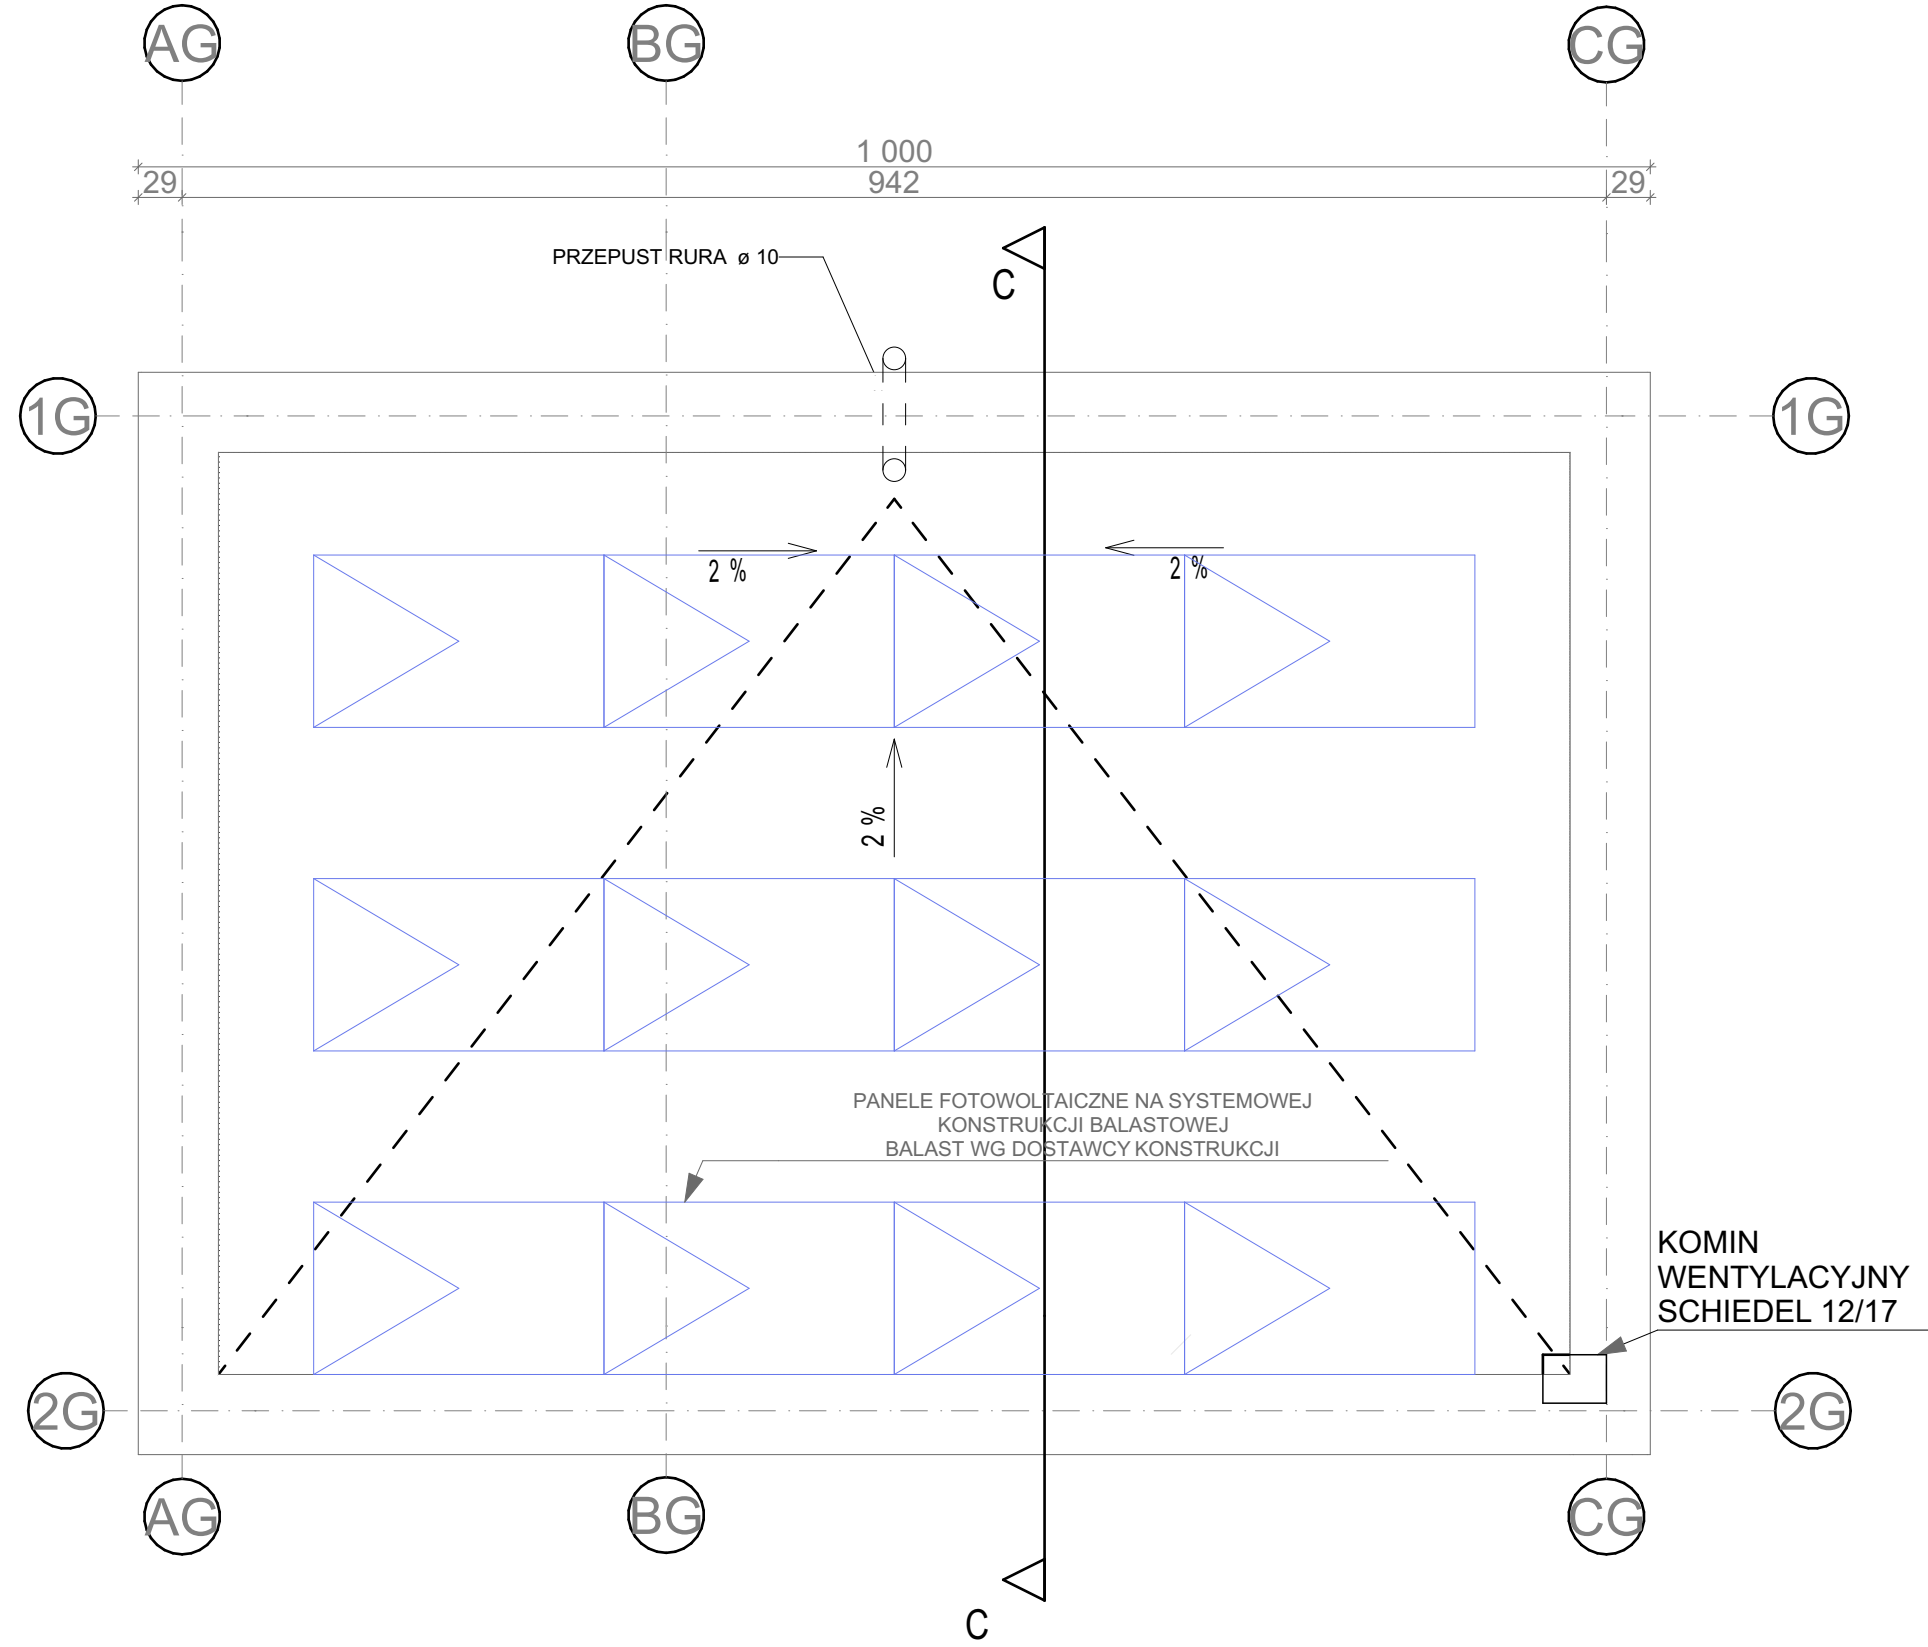 AG
BG
CG
1 000
29
942
29
PRZEPUST RURA ø 10
C
1G
1G
2 %
2 %
2 %
PANELE FOTOWOLTAICZNE NA SYSTEMOWEJ
KONSTRUKCJI BALASTOWEJ
BALAST WG DOSTAWCY KONSTRUKCJI
KOMIN
WENTYLACYJNY
SCHIEDEL 12/17
2G
2G
AG
BG
CG
C